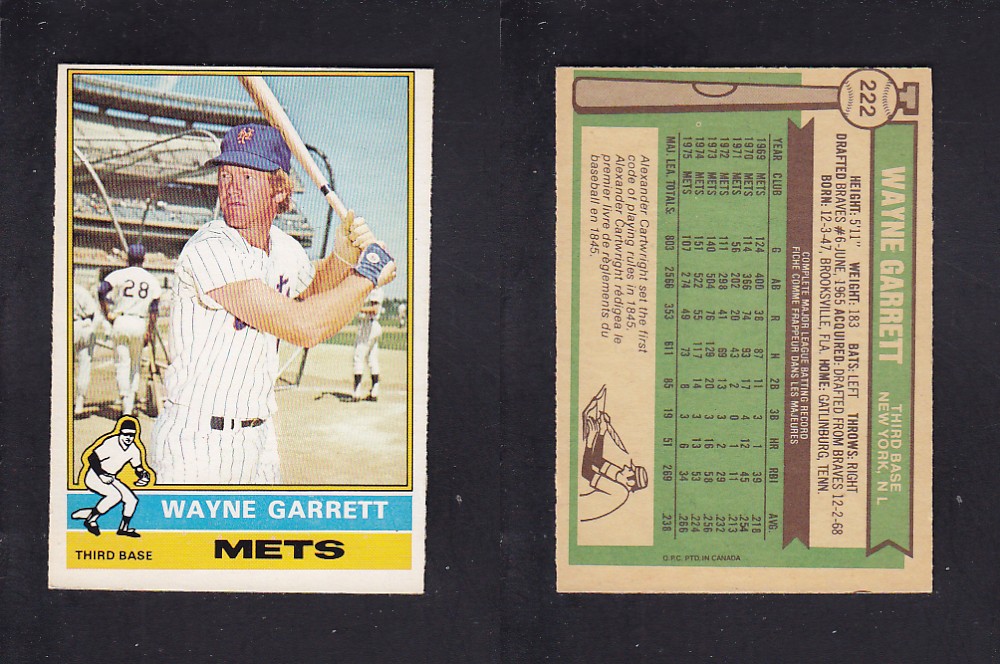 NY
28
WAYNE GARRETT
THIRD BASE
METS
222
WAYNE GARRETT
THIRD BASE
NEW YORK, N L
HEIGHT: 5'11" WEIGHT: 183 BATS: LEFT THROWS: RIGHT
DRAFTED BRAVES #6-JUNE, 1965 ACQUIRED: DRAFTED FROM BRAVES 12-2-68
BORN: 12-3-47, BROOKSVILLE, FLA. HOME: GATLINBURG, TENN.
COMPLETE MAJOR LEAGUE BATTING RECORD
FICHE COMME FRAPPEUR DANS LES MAJEURES
YEAR CLUB G AB R H 2B 3B HR RBI AVG.
1969 METS 124 400 38 87 11 3 1 39 .218
1970 METS 114 366 74 93 17 4 12 45 .254
1971 METS 56 202 20 43 2 0 1 11 .213
1972 METS 111 298 41 69 13 3 2 29 .232
1973 METS 140 504 76 129 20 3 16 58 .256
1974 METS 151 522 55 117 14 3 13 53 .224
1975 METS 107 274 49 73 8 3 6 34 .266
MAJ. LEA. TOTALS: 803 2566 353 611 85 19 51 269 .238
Alexander Cartwright set the first
code of playing rules in 1845.
Alexander Cartwright rédigea le
premier livre de règlements du
baseball en 1845.
O.P.C. PTD. IN CANADA